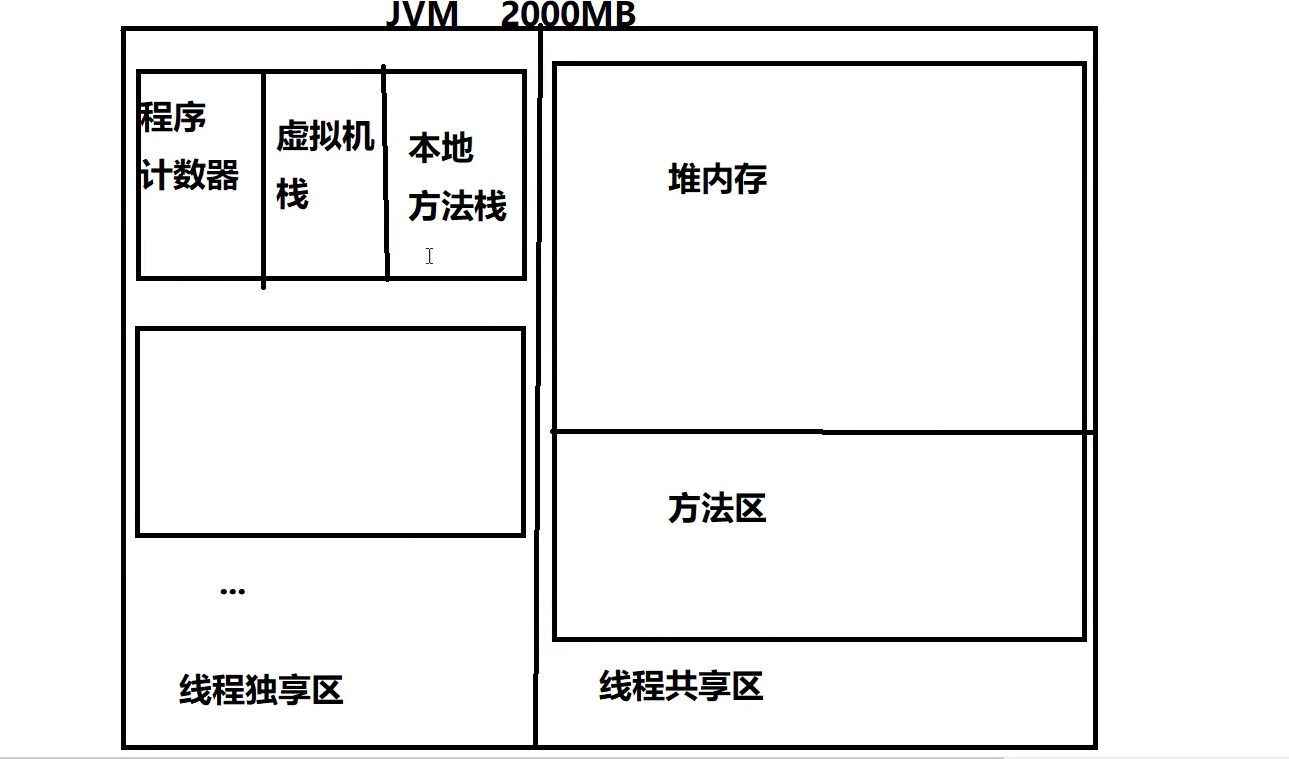 JVM 2000MB
程序
计数器
虚拟机
栈
本地
方法栈
堆内存
方法区
...
线程独享区
线程共享区